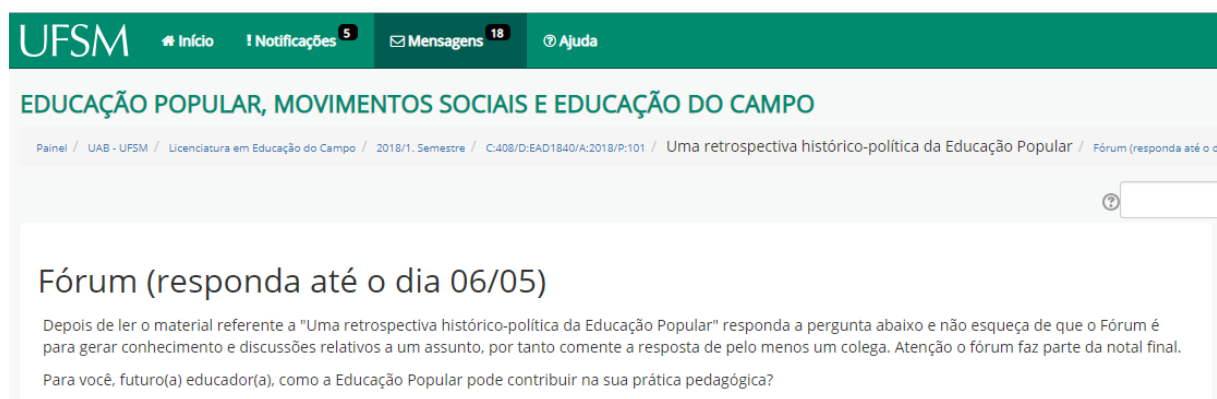 UFSM Início ! Notificações 5 Mensagens 18 Ajuda
EDUCAÇÃO POPULAR, MOVIMENTOS SOCIAIS E EDUCAÇÃO DO CAMPO
Painel / UAB - UFSM / Licenciatura em Educação do Campo / 2018/1. Semestre / C:408/D:EAD1840/A:2018/P:101 / Uma retrospectiva histórico-política da Educação Popular / Fórum (responda até o d
Fórum (responda até o dia 06/05)
Depois de ler o material referente a "Uma retrospectiva histórico-política da Educação Popular" responda a pergunta abaixo e não esqueça de que o Fórum é
para gerar conhecimento e discussões relativos a um assunto, por tanto comente a resposta de pelo menos um colega. Atenção o fórum faz parte da notal final.
Para você, futuro(a) educador(a), como a Educação Popular pode contribuir na sua prática pedagógica?